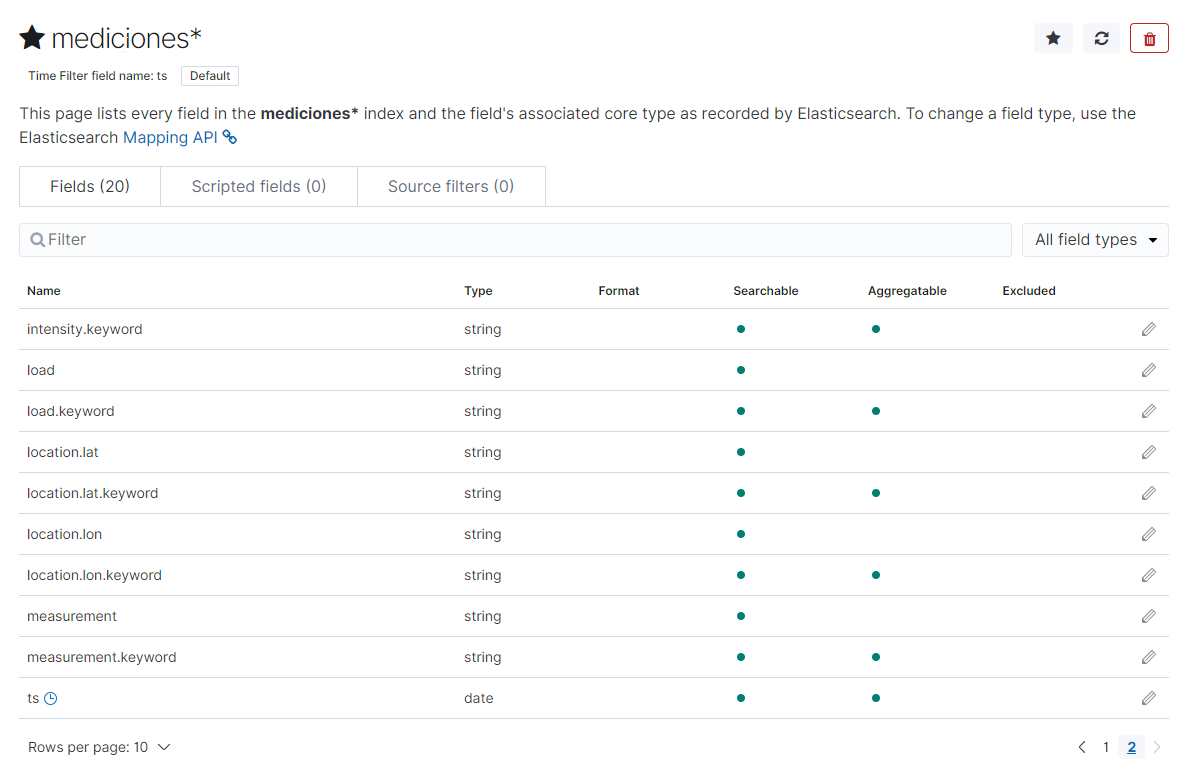 mediciones*
Time Filter field name: ts Default
This page lists every field in the mediciones* index and the field's associated core type as recorded by Elasticsearch. To change a field type, use the
Elasticsearch Mapping API
Fields (20) Scripted fields (0) Source filters (0)
Filter All field types
Name Type Format Searchable Aggregatable Excluded
intensity.keyword string
load string
load.keyword string
location.lat string
location.lat.keyword string
location.lon string
location.lon.keyword string
measurement string
measurement.keyword string
ts date
Rows per page: 10 1 2